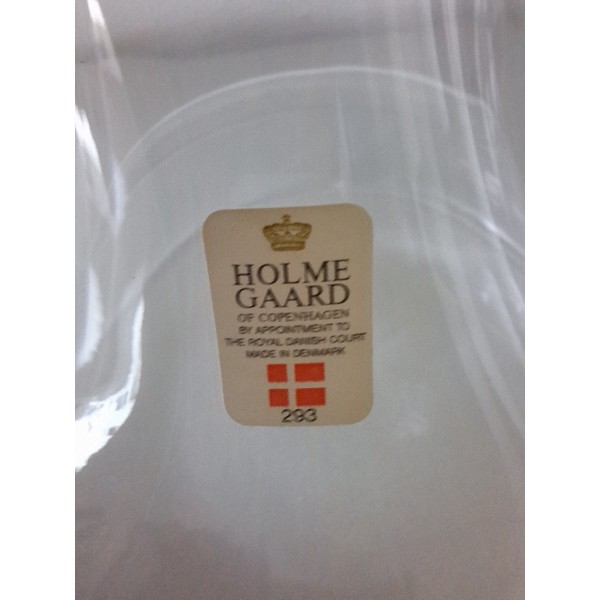 HOLME
GAARD
OF COPENHAGEN
BY APPOINTMENT TO
THE ROYAL DANISH COURT
MADE IN DENMARK
293